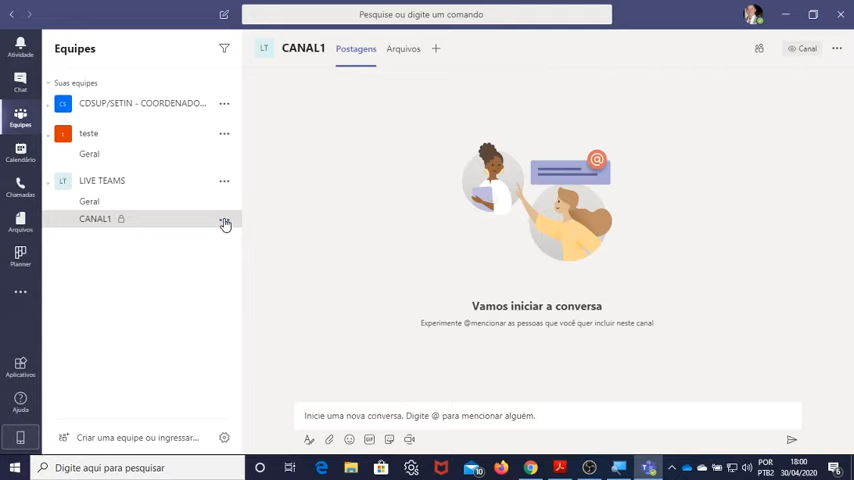 Pesquise ou digite um comando
Atividade
Chat
Equipes
Calendário
Chamadas
Arquivos
Planner
Aplicativos
Ajuda
Equipes
Suas equipes
CS CDSUP/SETIN - COORDENADO...
t teste
Geral
LT LIVE TEAMS
Geral
CANAL1
Criar uma equipe ou ingressar...
LT CANAL1 Postagens Arquivos
Canal
@
Vamos iniciar a conversa
Experimente @mencionar as pessoas que você quer incluir neste canal
Inicie uma nova conversa. Digite @ para mencionar alguém.
GIF
Digite aqui para pesquisar
10
POR
PTB2
18:00
30/04/2020
6